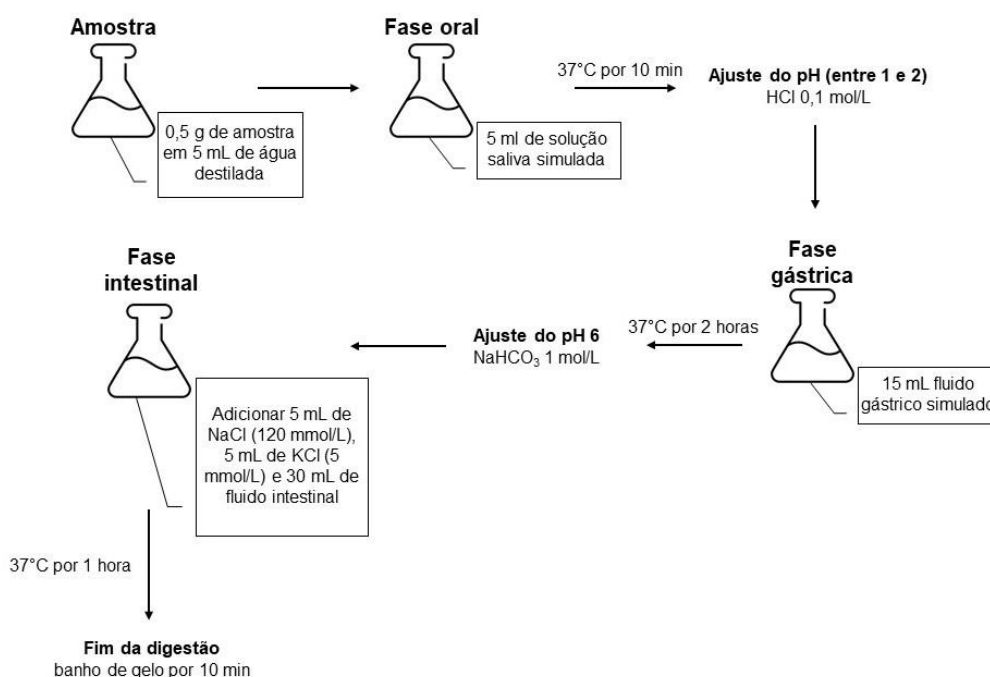 Amostra
0,5 g de amostra
em 5 mL de água
destilada
Fase oral
5 ml de solução
saliva simulada
37°C por 10 min
Ajuste do pH (entre 1 e 2)
HCl 0,1 mol/L
Fase
gástrica
15 mL fluido
gástrico simulado
37°C por 2 horas
Ajuste do pH 6
NaHCO₃ 1 mol/L
Fase
intestinal
Adicionar 5 mL de
NaCl (120 mmol/L),
5 mL de KCl (5
mmol/L) e 30 mL de
fluido intestinal
37°C por 1 hora
Fim da digestão
banho de gelo por 10 min